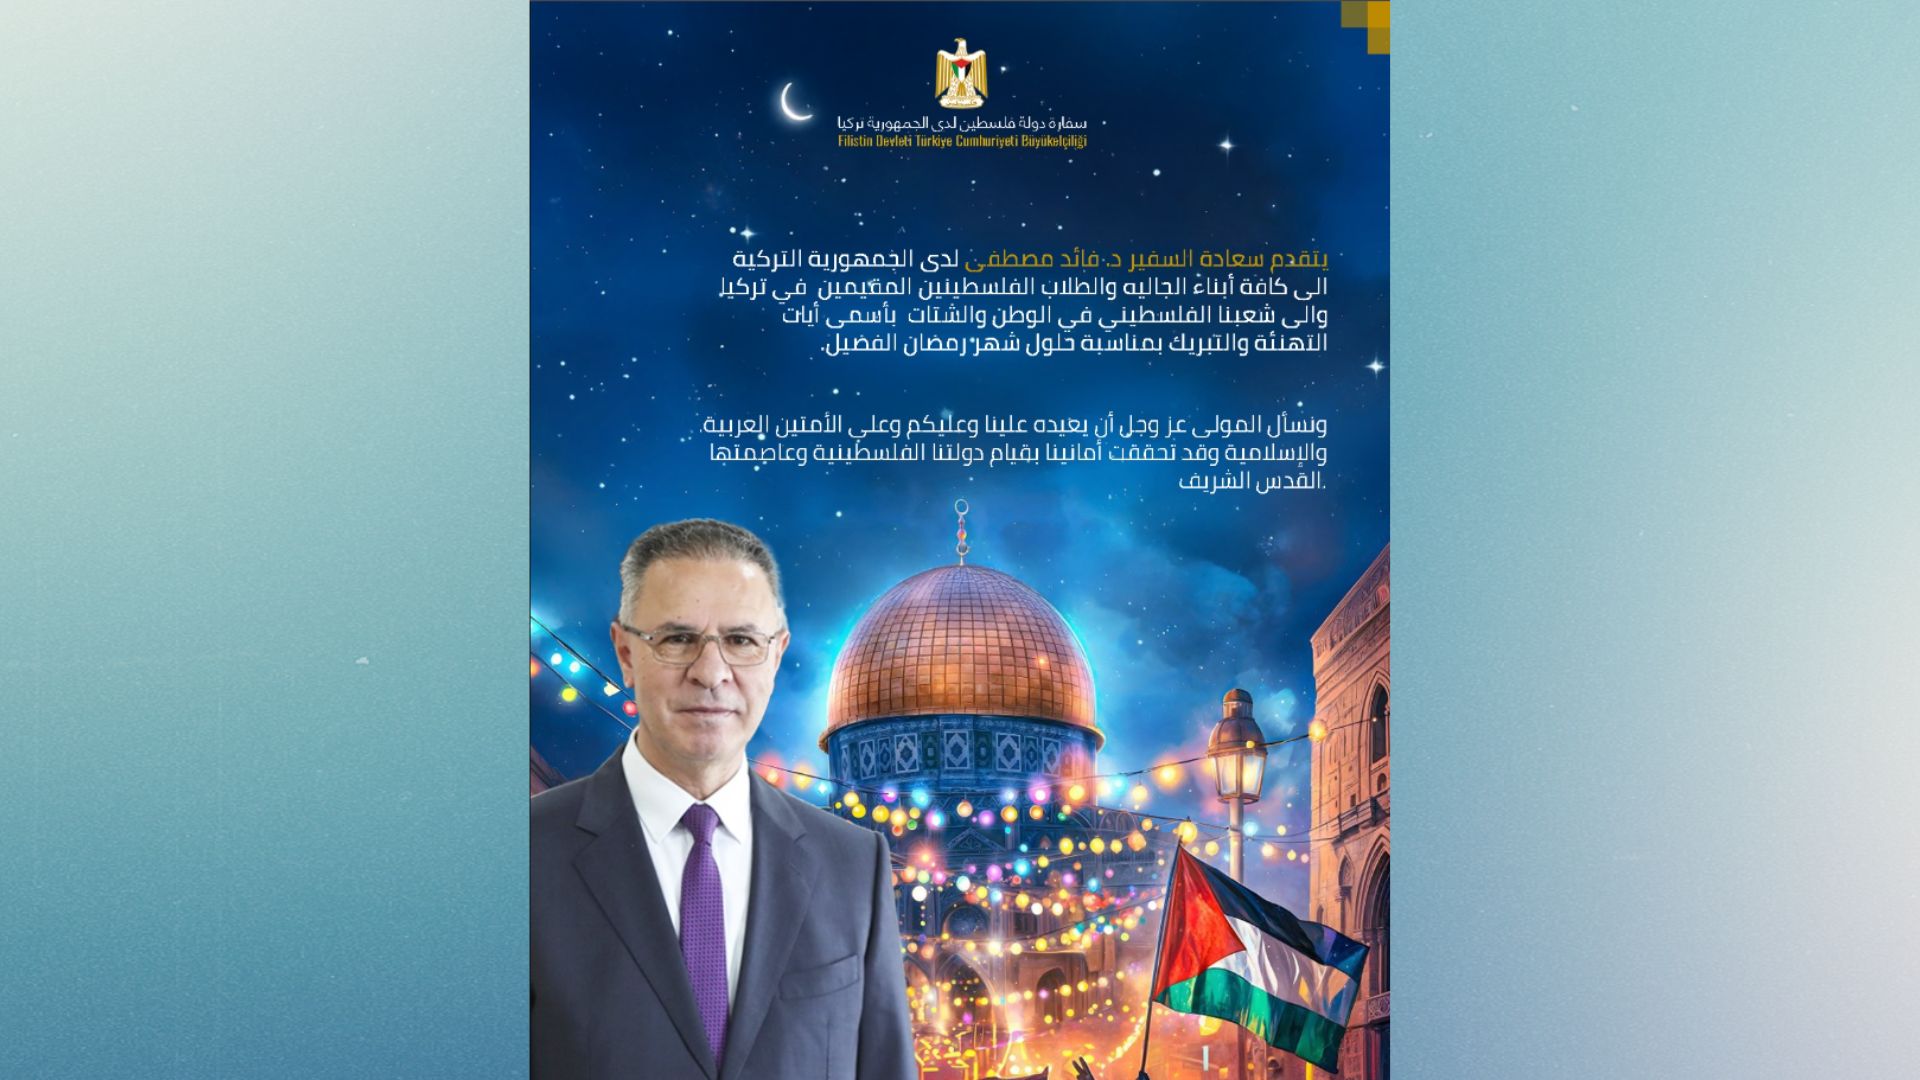 سفارة دولة فلسطين لدى الجمهورية تركيا
Filistin Devleti Türkiye Cumhuriyeti Büyükelçiliği
يتقدم سعادة السفير د. فائد مصطفى لدى الجمهورية التركية
الى كافة أبناء الجاليه والطلاب الفلسطينين المقيمين في تركيا
والى شعبنا الفلسطيني في الوطن والشتات بأسمى أيات
التهنئة والتبريك بمناسبة حلول شهر رمضان الفضيل.
ونسأل المولى عز وجل أن يعيده علينا وعليكم وعلى الأمتين العربية
والإسلامية وقد تحققت أمانينا بقيام دولتنا الفلسطينية وعاصمتها
.القدس الشريف